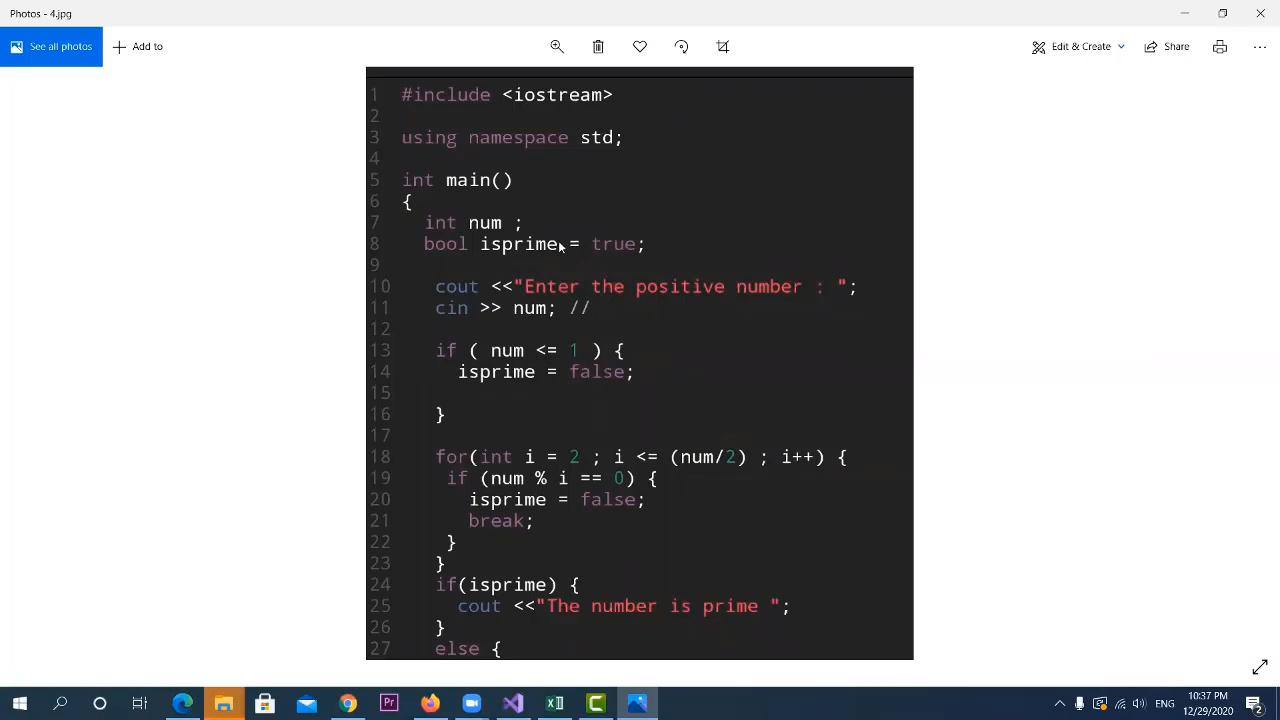 Photos - 4.jpg
See all photos
Add to
Edit & Create
Share
1 #include <iostream>
2
3 using namespace std;
4
5 int main()
6 {
7 int num ;
8 bool isprime = true;
9
10 cout <<"Enter the positive number : ";
11 cin >> num; //
12
13 if ( num <= 1 ) {
14 isprime = false;
15
16 }
17
18 for(int i = 2 ; i <= (num/2) ; i++) {
19 if (num % i == 0) {
20 isprime = false;
21 break;
22 }
23 }
24 if(isprime) {
25 cout <<"The number is prime ";
26 }
27 else {
Pr
ENG
10:37 PM
12/29/2020
2